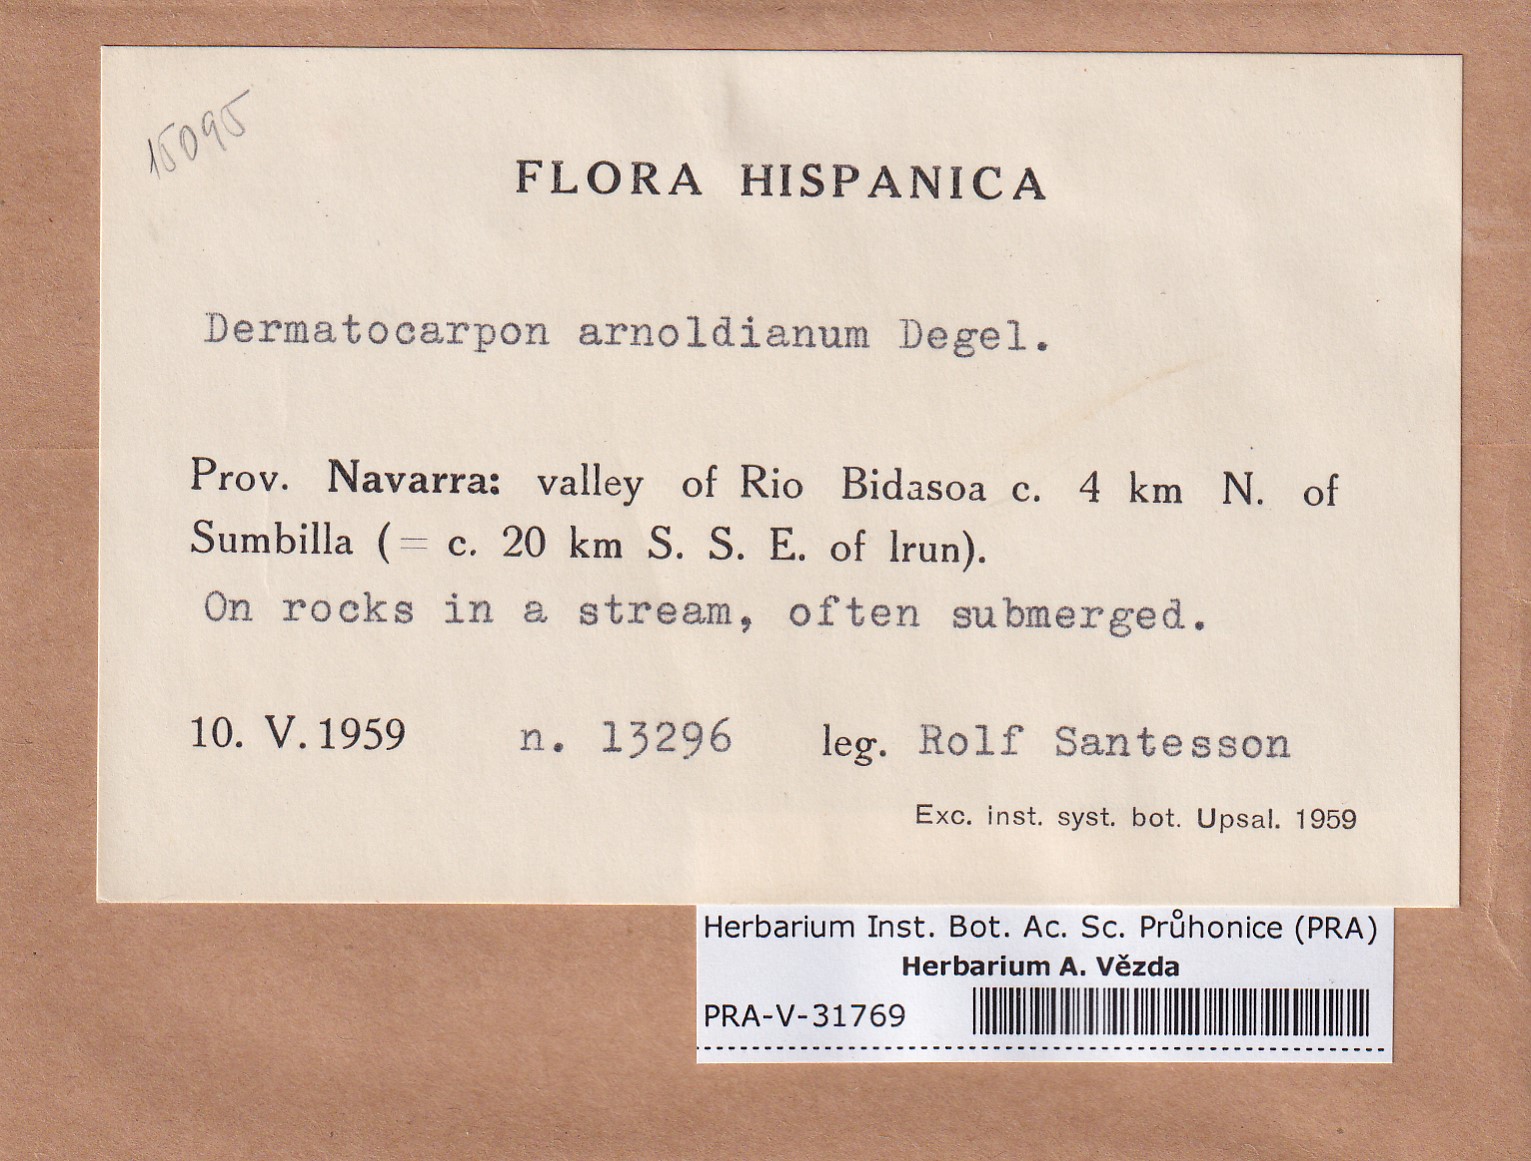 15095
FLORA HISPANICA
Dermatocarpon arnoldianum Degel.
Prov. Navarra: valley of Rio Bidasoa c. 4 km N. of
Sumbilla (= c. 20 km S. S. E. of Irun).
On rocks in a stream, often submerged.
10. V. 1959 n. 13296 leg. Rolf Santesson
Exc. inst. syst. bot. Upsal. 1959
Herbarium Inst. Bot. Ac. Sc. Průhonice (PRA)
Herbarium A. Vězda
PRA-V-31769